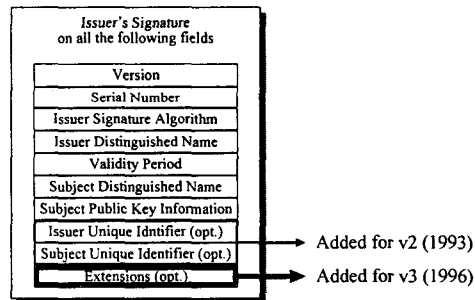 Issuer's Signature
on all the following fields
Version
Serial Number
Issuer Signature Algorithm
Issuer Distinguished Name
Validity Period
Subject Distinguished Name
Subject Public Key Information
Issuer Unique Idntifier (opt.)
Subject Unique Identifier (opt.)
Added for v2 (1993)
Extensions (opt.)
Added for v3 (1996)